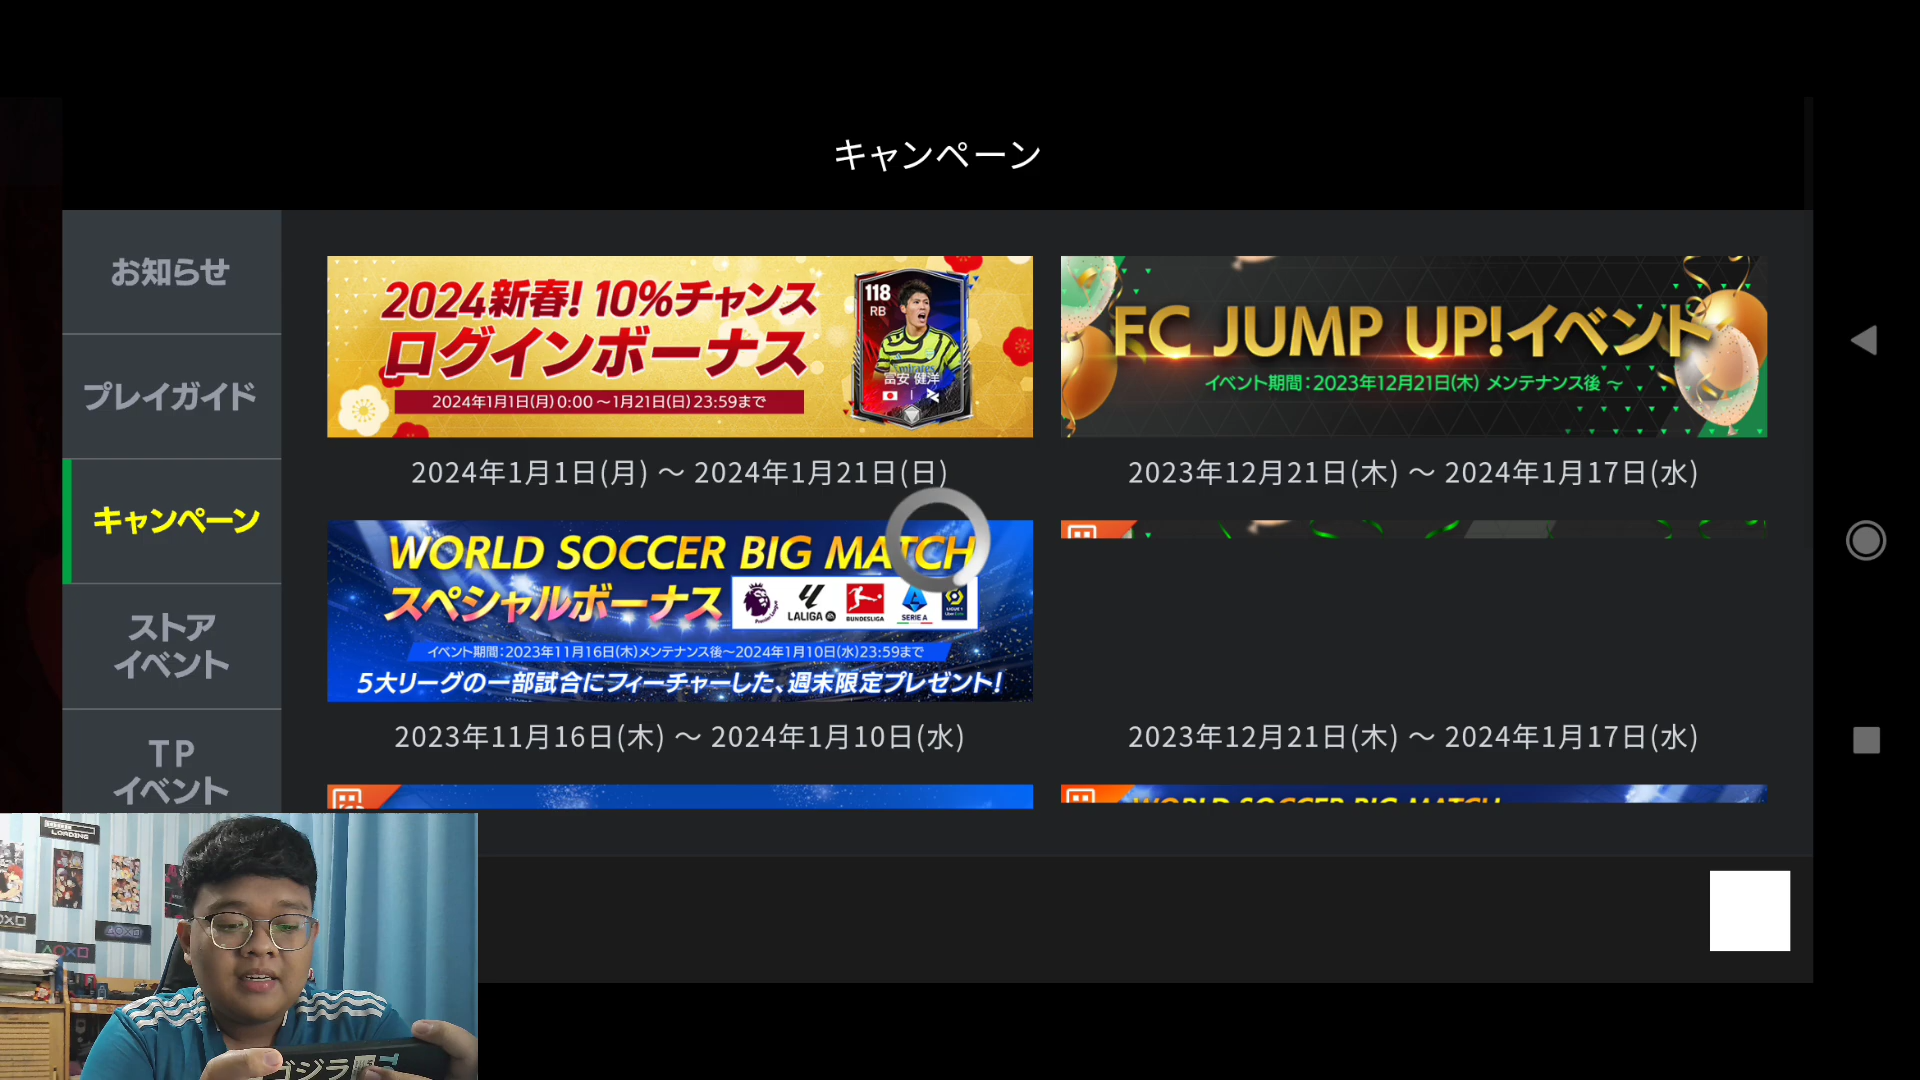 キャンペーン
お知らせ
プレイガイド
キャンペーン
ストア
イベント
TP
イベント
2024新春! 10%チャンス
ログインボーナス
2024年1月1日(月) 0:00 ~ 1月21日(日) 23:59まで
118
RB
冨安 健洋
2024年1月1日(月) ～ 2024年1月21日(日)
FC JUMP UP!イベント
イベント期間:2023年12月21日(木) メンテナンス後 ～
2023年12月21日(木) ～ 2024年1月17日(水)
WORLD SOCCER BIG MATCH
スペシャルボーナス
Premier League
LALIGA
BUNDESLIGA
SERIE A
LIGUE 1
イベント期間:2023年11月16日(木)メンテナンス後～2024年1月10日(水)23:59まで
5大リーグの一部試合にフィーチャーした、週末限定プレゼント!
2023年11月16日(木) ～ 2024年1月10日(水)
2023年12月21日(木) ～ 2024年1月17日(水)
WORLD SOCCER BIG MATCH
LOADING
ゴジラ